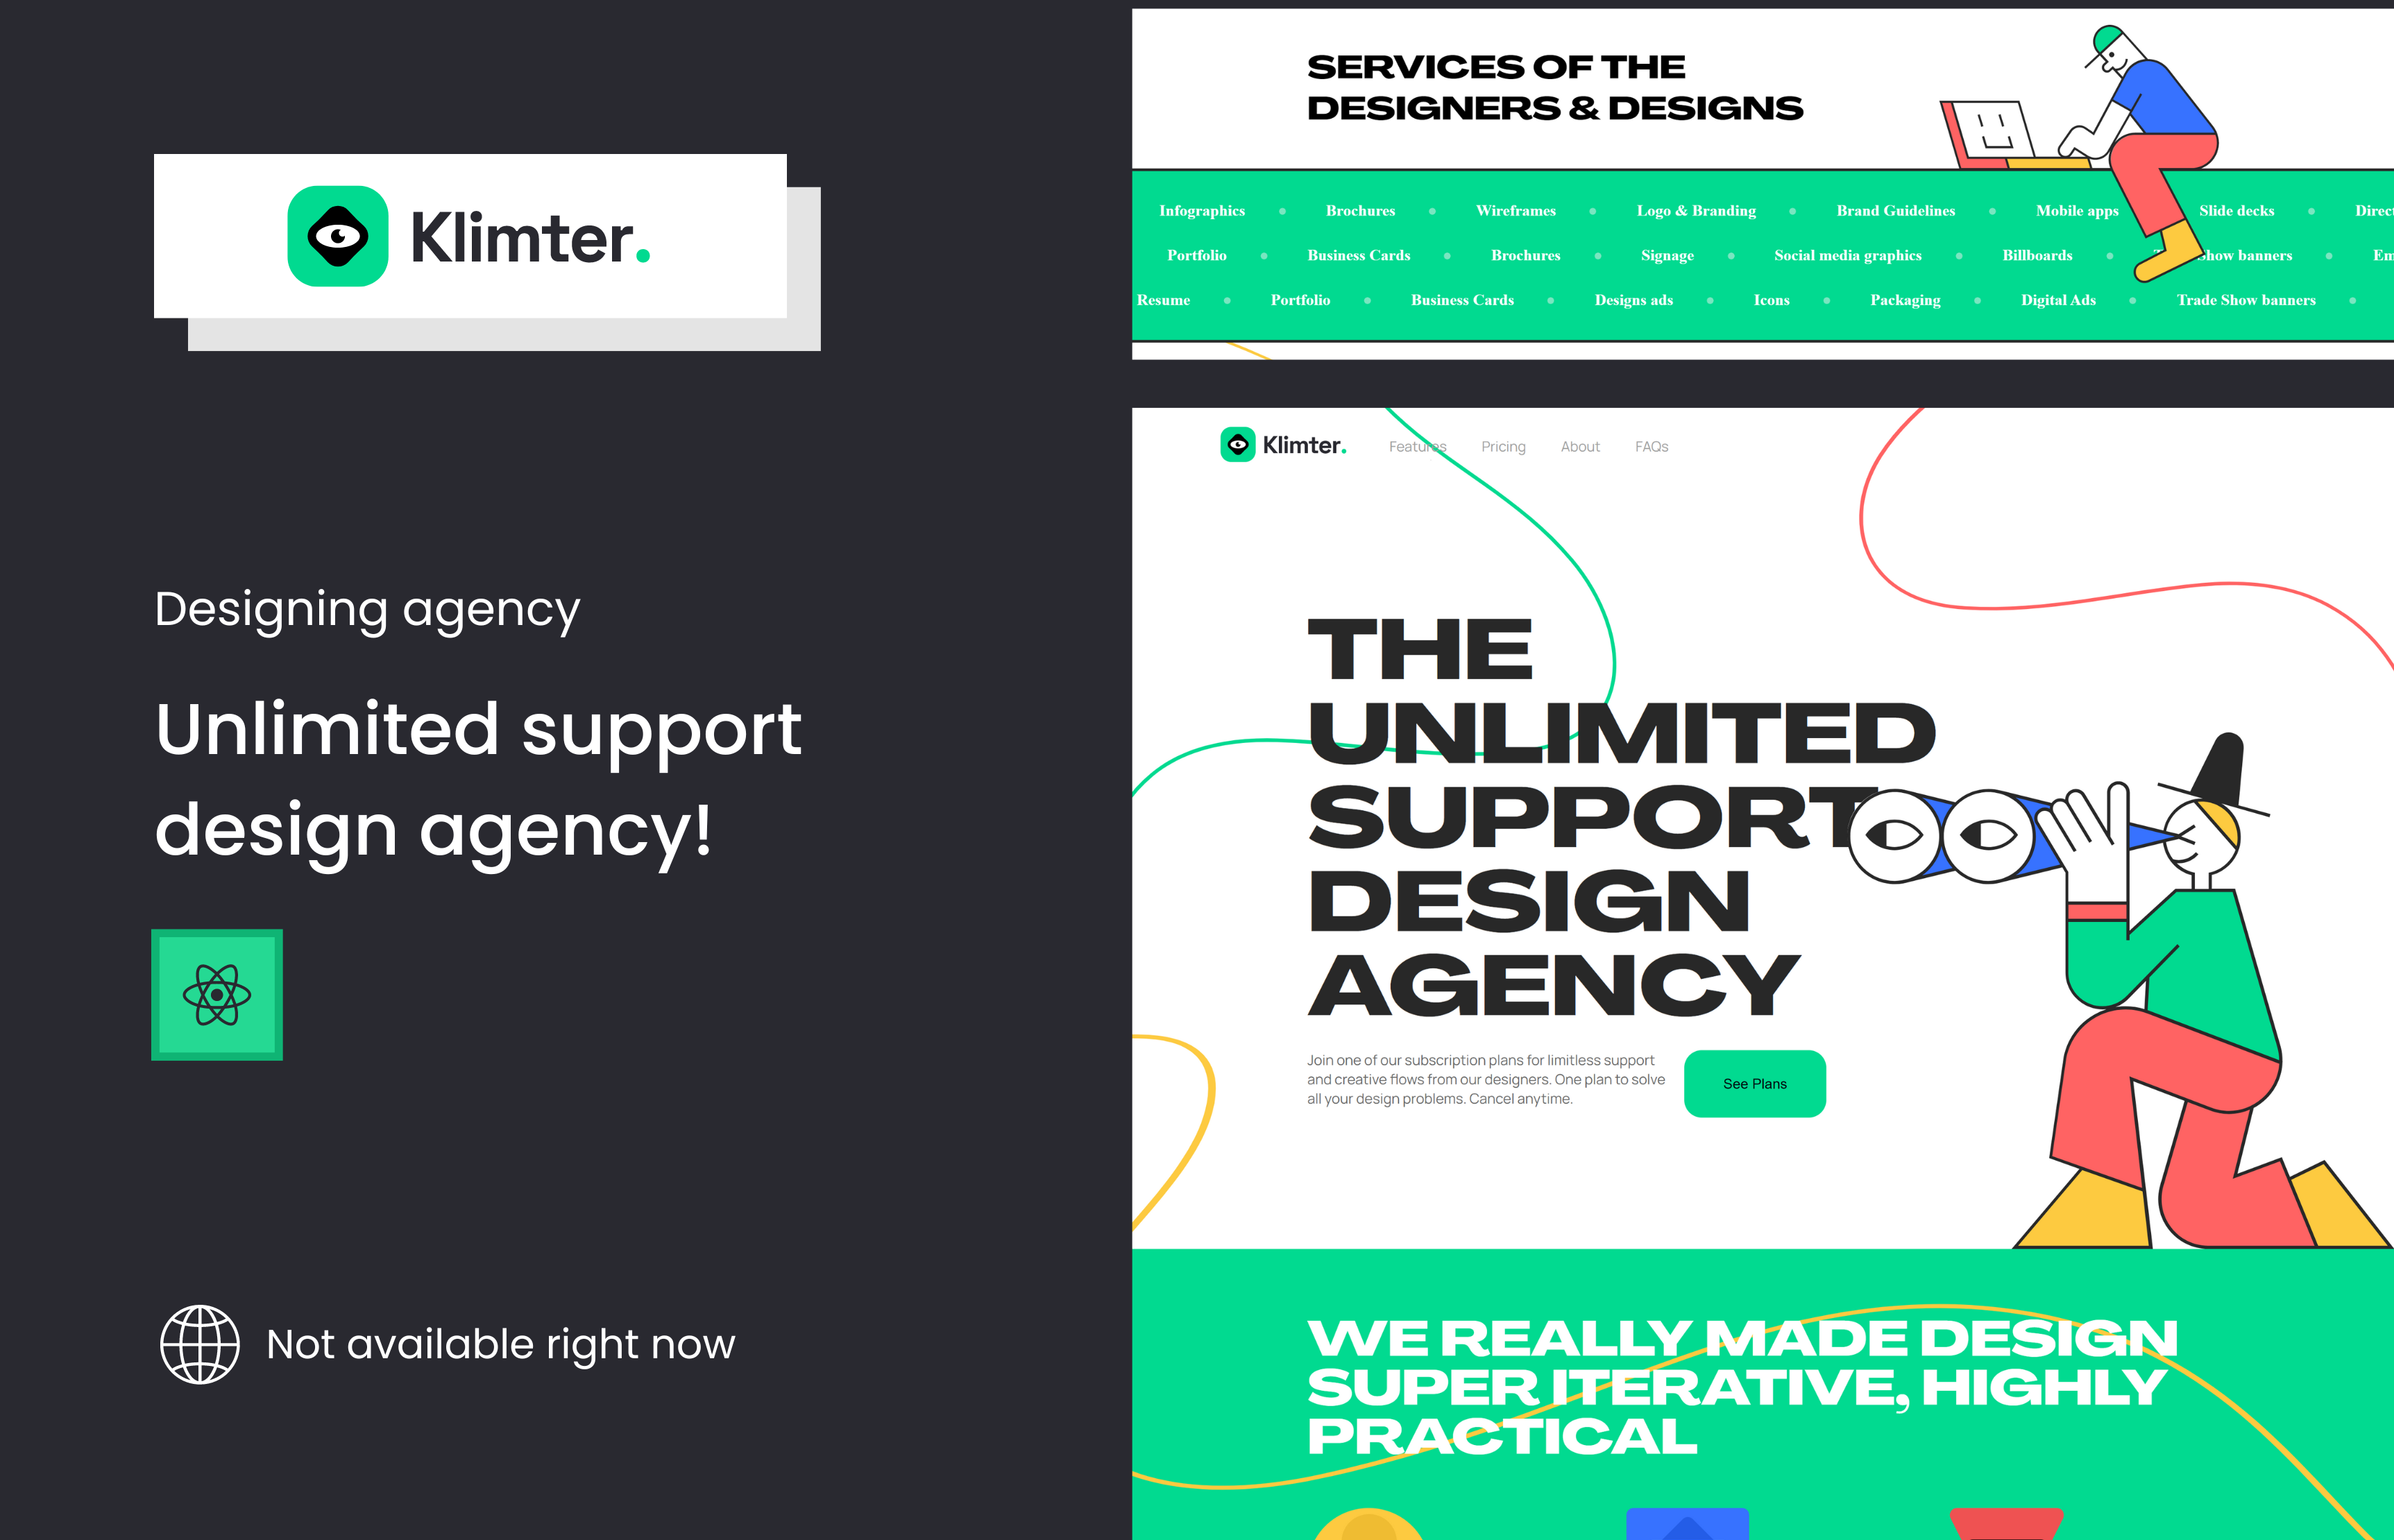 Klimter.
Designing agency
Unlimited support
design agency!
Not available right now
SERVICES OF THE
DESIGNERS & DESIGNS
Infographics Brochures Wireframes Logo & Branding Brand Guidelines Mobile apps Slide decks
Portfolio Business Cards Brochures Signage Social media graphics Billboards Show banners
Resume Portfolio Business Cards Designs ads Icons Packaging Digital Ads Trade Show banners
Klimter. Features Pricing About FAQs
THE
UNLIMITED
SUPPORT
DESIGN
AGENCY
Join one of our subscription plans for limitless support
and creative flows from our designers. One plan to solve
all your design problems. Cancel anytime.
See Plans
WE REALLY MADE DESIGN
SUPER ITERATIVE, HIGHLY
PRACTICAL